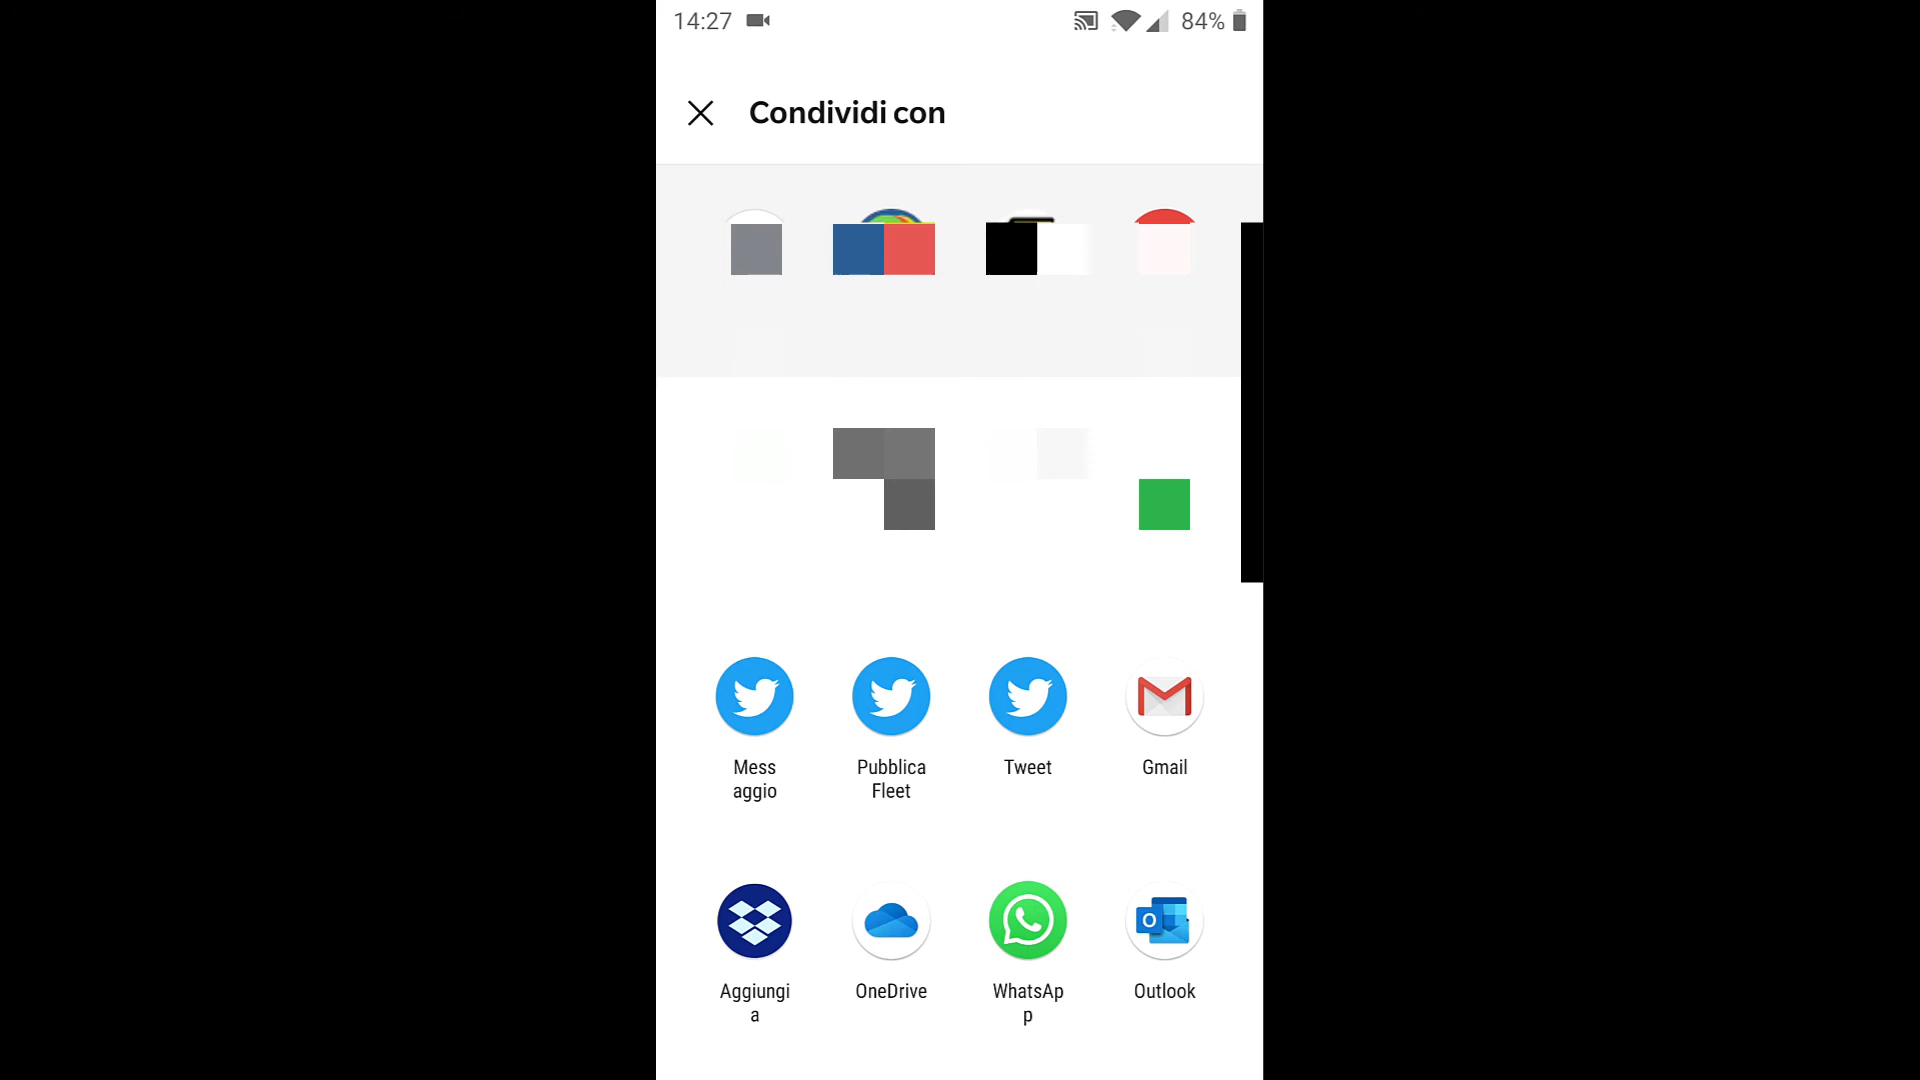 14:27 84%
Condividi con
Mess Pubblica Tweet Gmail
aggio Fleet
Aggiungi OneDrive WhatsAp Outlook
a p